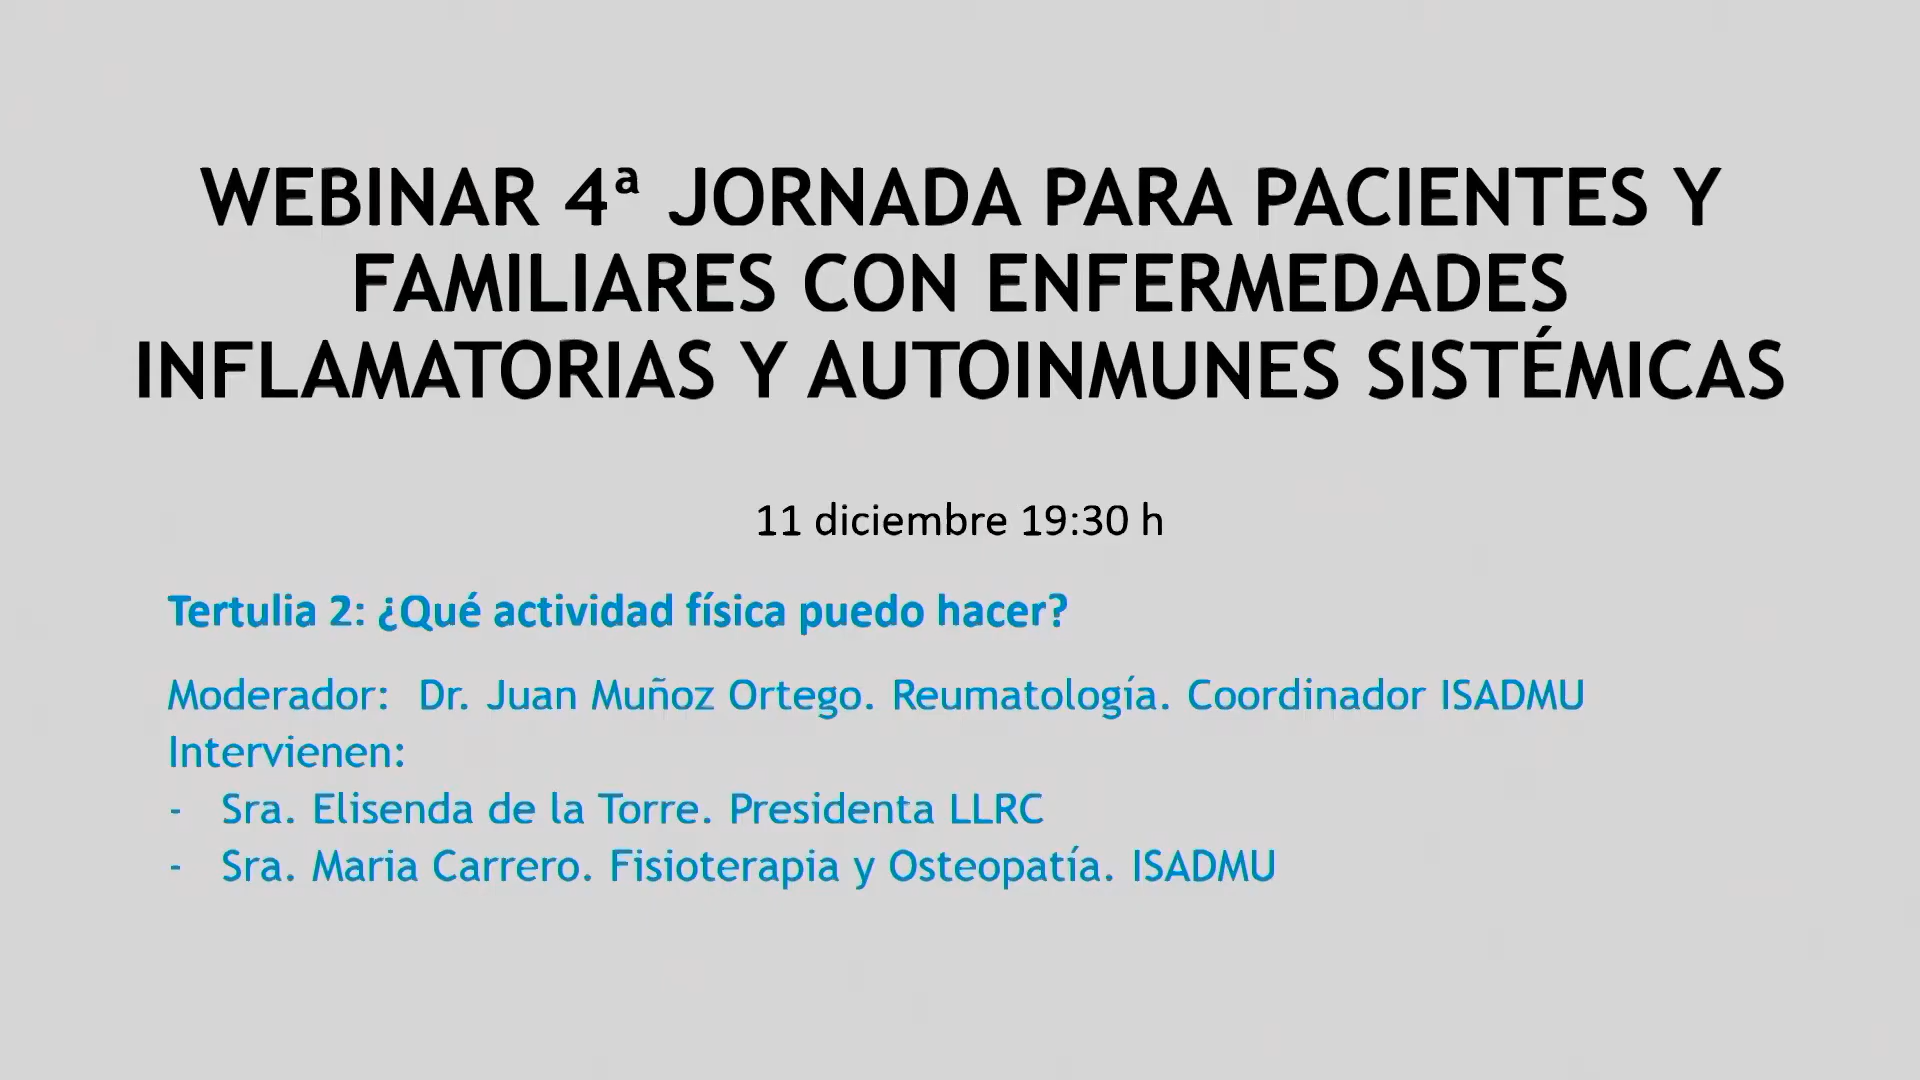 WEBINAR 4ª JORNADA PARA PACIENTES Y
FAMILIARES CON ENFERMEDADES
INFLAMATORIAS Y AUTOINMUNES SISTÉMICAS
11 diciembre 19:30 h
Tertulia 2: ¿Qué actividad física puedo hacer?
Moderador: Dr. Juan Muñoz Ortego. Reumatología. Coordinador ISADMU
Intervienen:
- Sra. Elisenda de la Torre. Presidenta LLRC
- Sra. Maria Carrero. Fisioterapia y Osteopatía. ISADMU